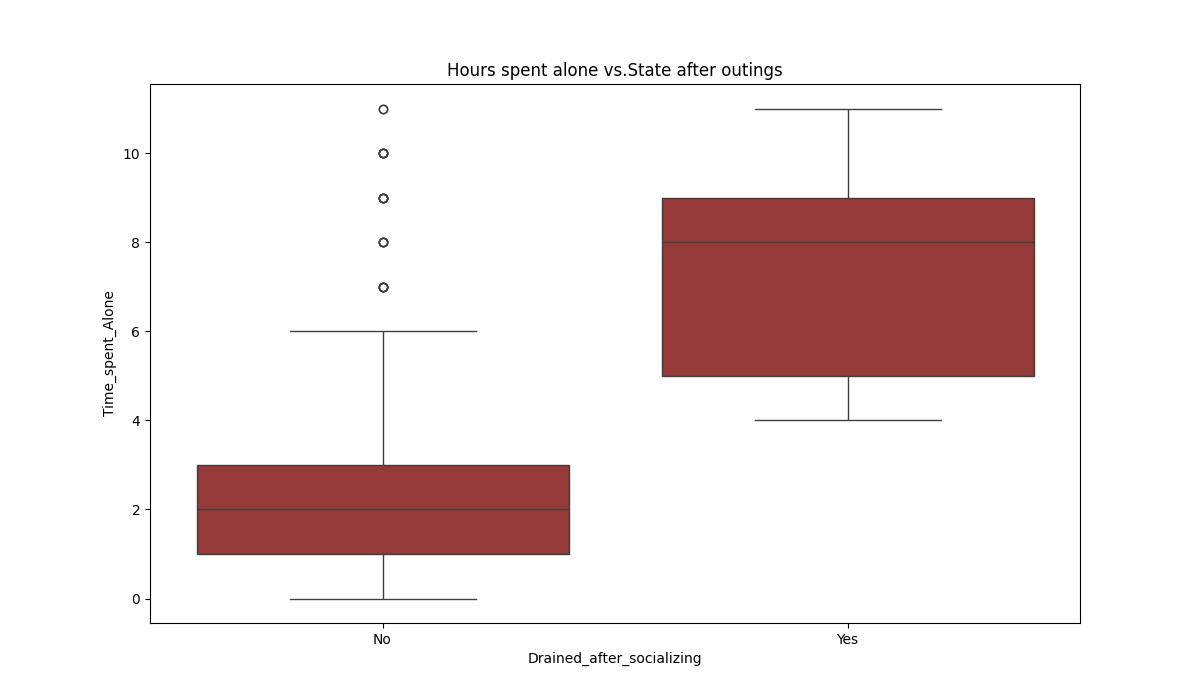 Hours spent alone vs.State after outings
Time_spent_Alone
10
8
6
4
2
0
No
Yes
Drained_after_socializing